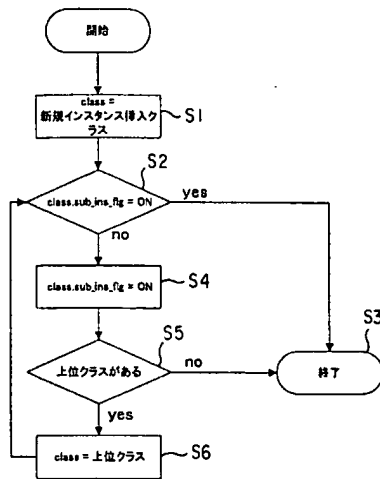 開始
class =
新規インスタンス挿入ク
ラス
S1
S2
class.sub_ins_flg = ON
yes
no
class.sub_ins_flg = ON
S4
S3
S5
上位クラスがある
no
終了
yes
class = 上位クラス
S6